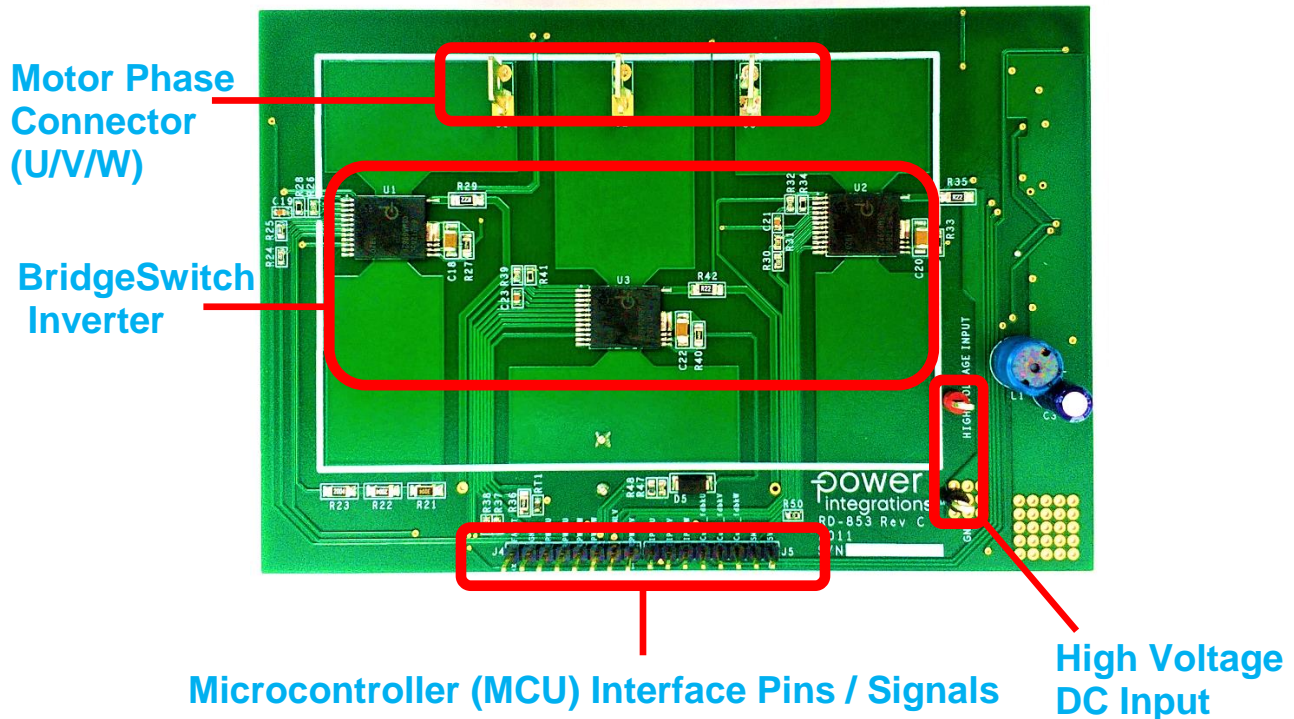 Motor Phase
Connector
(U/V/W)
BridgeSwitch
Inverter
Microcontroller (MCU) Interface Pins / Signals
High Voltage
DC Input
U1
R29
R28
R26
C19
R25
R24
C18
R27
U2
R35
R32
R34
C21
R31
R30
C20
R33
U3
R42
R22
R22
R39
R41
C23
C22
R40
HIGH VOLTAGE INPUT
L1
C3
R23
R22
R21
R38
R37
R36
RT1
R48
R47
D5
R50
J4
J5
power
integrations
RD-853 Rev C